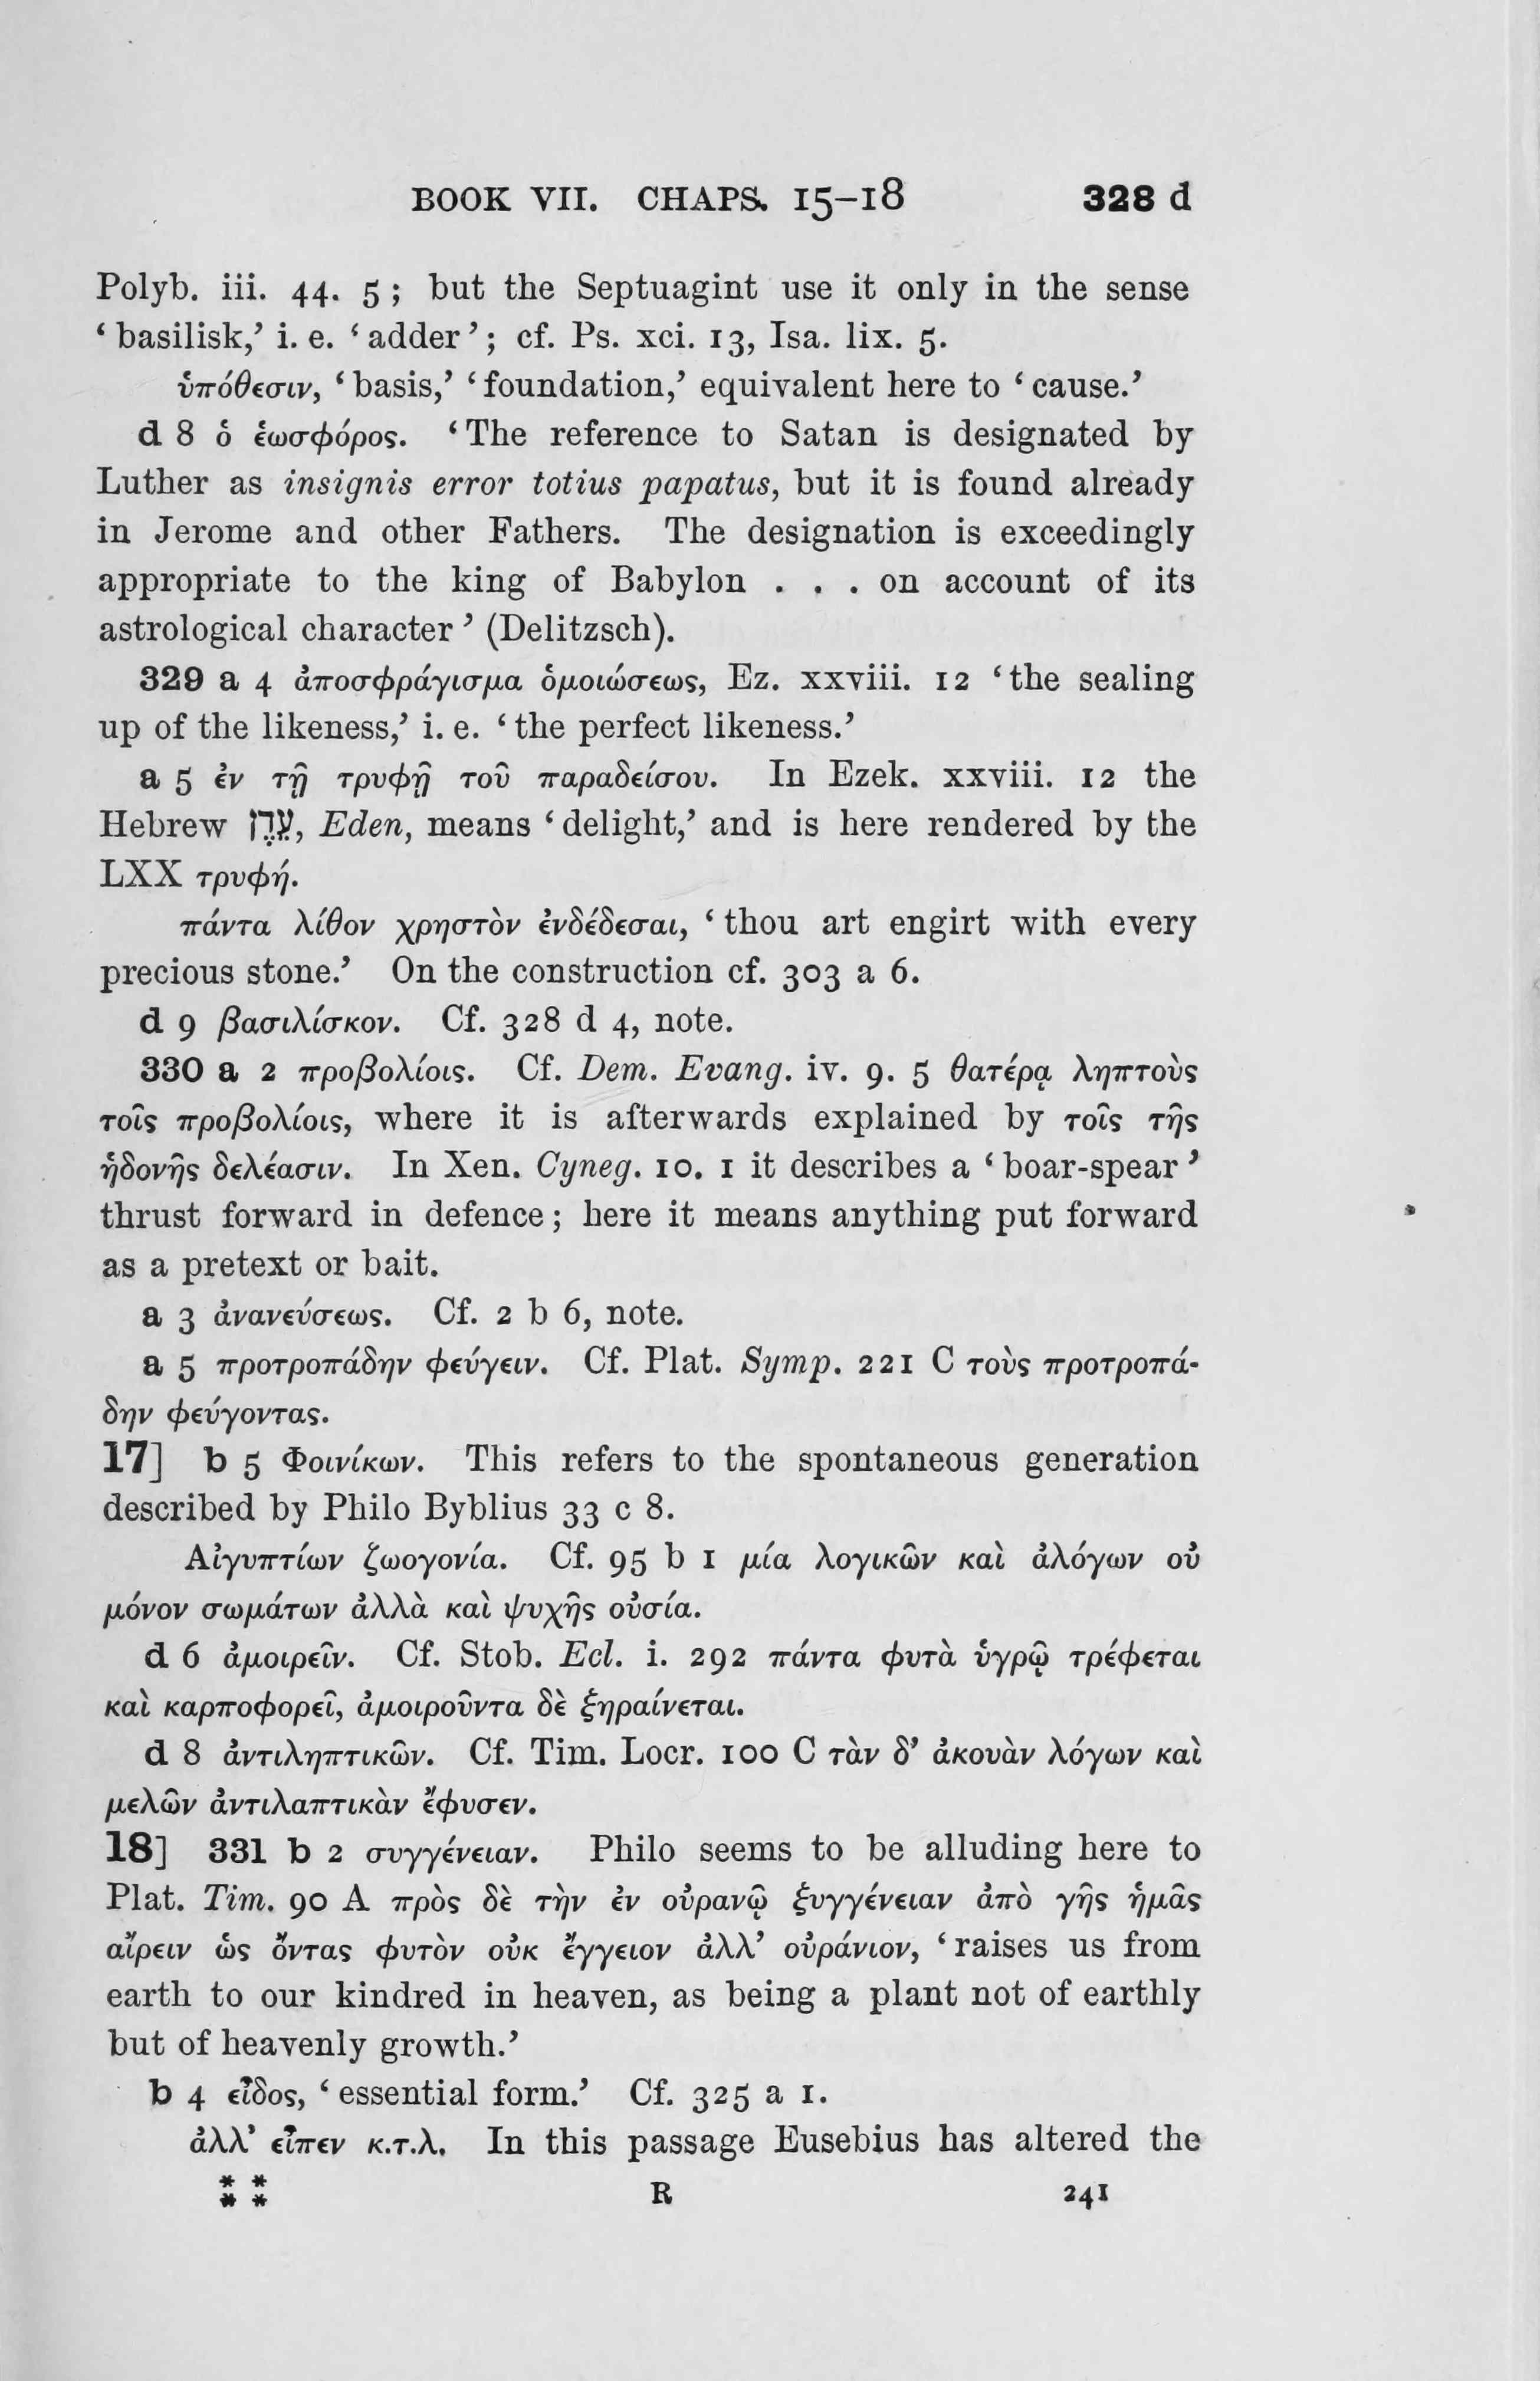 BOOK VII. CHAPS. 15–18 328 d
Polyb. iii. 44. 5; but the Septuagint use it only in the sense
‘basilisk,’ i. e. ‘adder’; cf. Ps. xci. 13, Isa. lix. 5.
ὑπόθεσιν, ‘basis,’ ‘foundation,’ equivalent here to ‘cause.’
d 8 ὁ ἑωσφόρος. ‘The reference to Satan is designated by
Luther as insignis error totius papatus, but it is found already
in Jerome and other Fathers. The designation is exceedingly
appropriate to the king of Babylon . . . on account of its
astrological character’ (Delitzsch).
329 a 4 ἀποσφράγισμα ὁμοιώσεως, Ez. xxviii. 12 ‘the sealing
up of the likeness,’ i. e. ‘the perfect likeness.’
a 5 ἐν τῇ τρυφῇ τοῦ παραδείσου. In Ezek. xxviii. 12 the
Hebrew עֵדֶן, Eden, means ‘delight,’ and is here rendered by the
LXX τρυφή.
πάντα λίθον χρηστὸν ἐνδέδεσαι, ‘thou art engirt with every
precious stone.’ On the construction cf. 303 a 6.
d 9 βασιλίσκον. Cf. 328 d 4, note.
330 a 2 προβολίοις. Cf. Dem. Evang. iv. 9. 5 θατέρᾳ ληπτοὺς
τοῖς προβολίοις, where it is afterwards explained by τοῖς τῆς
ἡδονῆς δελέασιν. In Xen. Cyneg. 10. 1 it describes a ‘boar-spear’
thrust forward in defence; here it means anything put forward
as a pretext or bait.
a 3 ἀνανεύσεως. Cf. 2 b 6, note.
a 5 προτροπάδην φεύγειν. Cf. Plat. Symp. 221 C τοὺς προτροπά-
δην φεύγοντας.
17] b 5 Φοινίκων. This refers to the spontaneous generation
described by Philo Byblius 33 c 8.
Αἰγυπτίων ζωογονία. Cf. 95 b 1 μία λογικῶν καὶ ἀλόγων οὐ
μόνον σωμάτων ἀλλὰ καὶ ψυχῆς οὐσία.
d 6 ἀμοιρεῖν. Cf. Stob. Ecl. i. 292 πάντα φυτὰ ὑγρῷ τρέφεται
καὶ καρποφορεῖ, ἀμοιροῦντα δὲ ξηραίνεται.
d 8 ἀντιληπτικῶν. Cf. Tim. Locr. 100 C τὰν δ’ ἀκουὰν λόγων καὶ
μελῶν ἀντιλαπτικὰν ἔφυσεν.
18] 331 b 2 συγγένειαν. Philo seems to be alluding here to
Plat. Tim. 90 A πρὸς δὲ τὴν ἐν οὐρανῷ ξυγγένειαν ἀπὸ γῆς ἡμᾶς
αἴρειν ὡς ὄντας φυτὸν οὐκ ἔγγειον ἀλλ’ οὐράνιον, ‘raises us from
earth to our kindred in heaven, as being a plant not of earthly
but of heavenly growth.’
b 4 εἶδος, ‘essential form.’ Cf. 325 a 1.
ἀλλ’ εἶπεν κ.τ.λ. In this passage Eusebius has altered the
* *
* * R 241